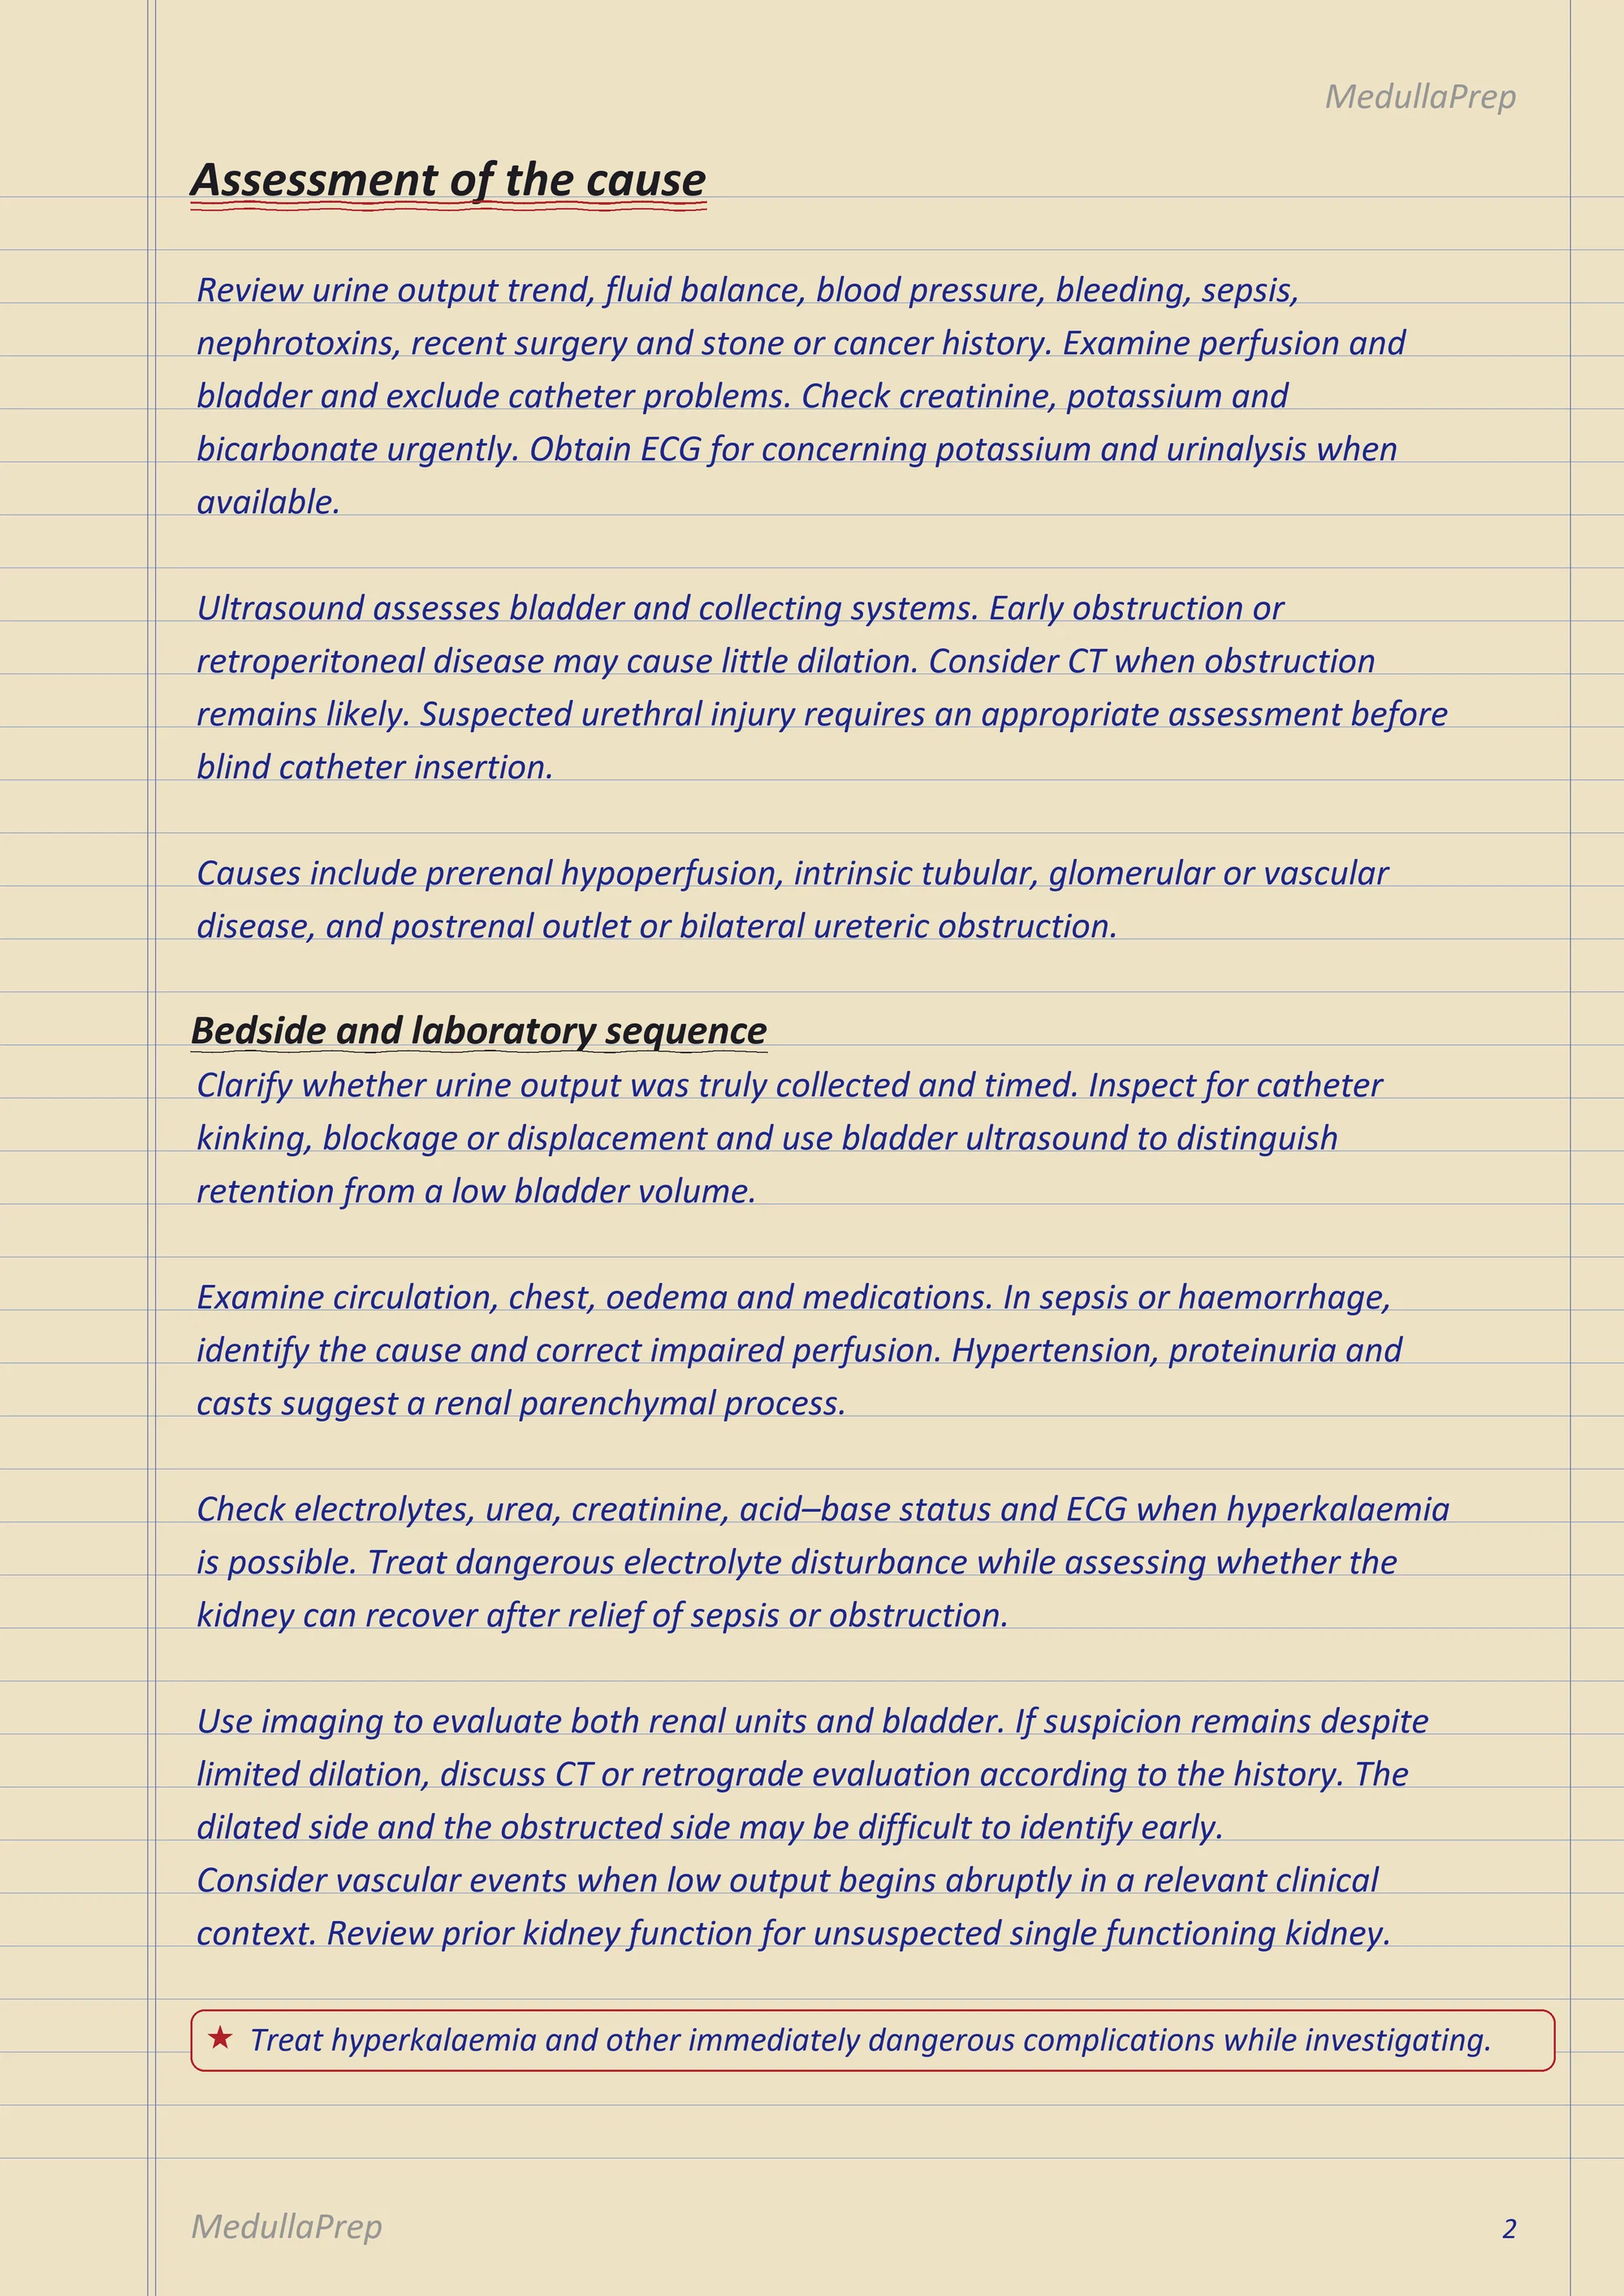 MedullaPrep
Assessment of the cause
Review urine output trend, fluid balance, blood pressure, bleeding, sepsis,
nephrotoxins, recent surgery and stone or cancer history. Examine perfusion and
bladder and exclude catheter problems. Check creatinine, potassium and
bicarbonate urgently. Obtain ECG for concerning potassium and urinalysis when
available.
Ultrasound assesses bladder and collecting systems. Early obstruction or
retroperitoneal disease may cause little dilation. Consider CT when obstruction
remains likely. Suspected urethral injury requires an appropriate assessment before
blind catheter insertion.
Causes include prerenal hypoperfusion, intrinsic tubular, glomerular or vascular
disease, and postrenal outlet or bilateral ureteric obstruction.
Bedside and laboratory sequence
Clarify whether urine output was truly collected and timed. Inspect for catheter
kinking, blockage or displacement and use bladder ultrasound to distinguish
retention from a low bladder volume.
Examine circulation, chest, oedema and medications. In sepsis or haemorrhage,
identify the cause and correct impaired perfusion. Hypertension, proteinuria and
casts suggest a renal parenchymal process.
Check electrolytes, urea, creatinine, acid–base status and ECG when hyperkalaemia
is possible. Treat dangerous electrolyte disturbance while assessing whether the
kidney can recover after relief of sepsis or obstruction.
Use imaging to evaluate both renal units and bladder. If suspicion remains despite
limited dilation, discuss CT or retrograde evaluation according to the history. The
dilated side and the obstructed side may be difficult to identify early.
Consider vascular events when low output begins abruptly in a relevant clinical
context. Review prior kidney function for unsuspected single functioning kidney.
★ Treat hyperkalaemia and other immediately dangerous complications while investigating.
MedullaPrep
2